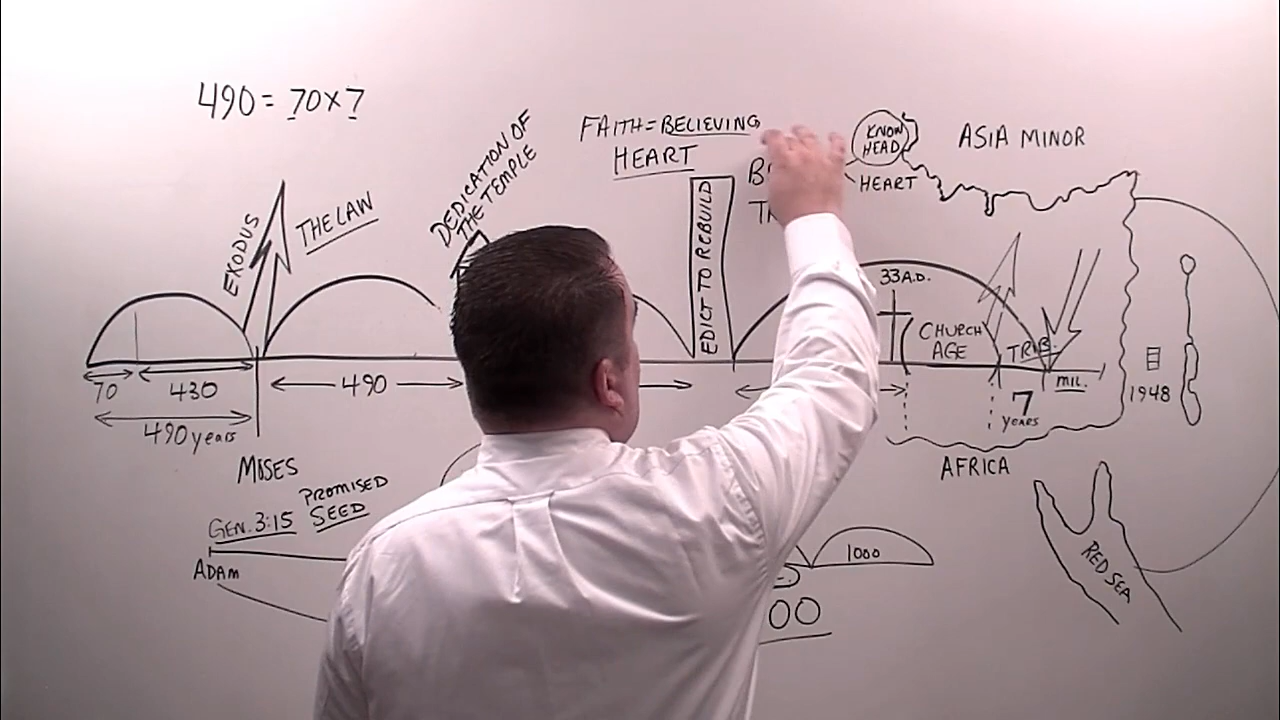 490 = 70x7
FAITH = BELIEVING
HEART
KNOW
HEAD
HEART
ASIA MINOR
DEDICATION OF
THE TEMPLE
EXODUS
THE LAW
EDICT TO REBUILD
33 A.D.
CHURCH
AGE
TRIB.
MIL.
70
430
490
490 years
7
years
1948
MOSES
AFRICA
PROMISED
GEN. 3:15 SEED
ADAM
1000
RED SEA